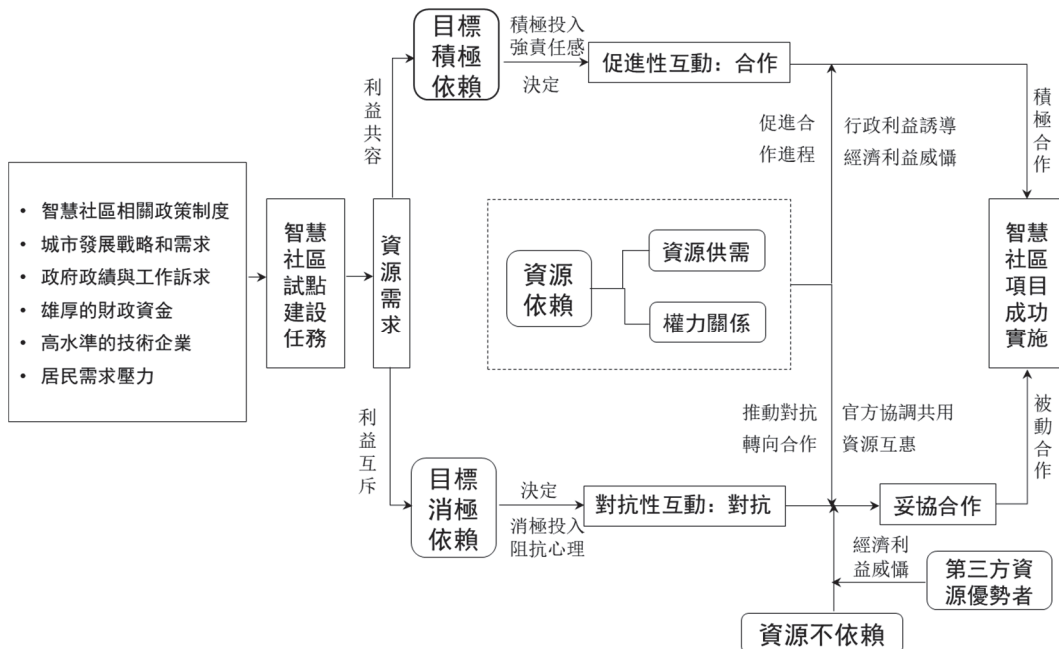 • 智慧社區相關政策制度
• 城市發展戰略和需求
• 政府政績與工作訴求
• 雄厚的財政資金
• 高水準的技術企業
• 居民需求壓力
智慧
社區
試點
建設
任務
資源需求
利益共容
目標
積極
依賴
積極投入
強責任感
決定
促進性互動：合作
促進合
作進程
行政利益誘導
經濟利益威懾
積極合作
資源
依賴
資源供需
權力關係
智慧
社區
項目
成功
實施
利益互斥
目標
消極
依賴
決定
消極投入
阻抗心理
對抗性互動：對抗
推動對抗
轉向合作
官方協調共用
資源互惠
妥協合作
被動合作
經濟利
益威懾
第三方資
源優勢者
資源不依賴